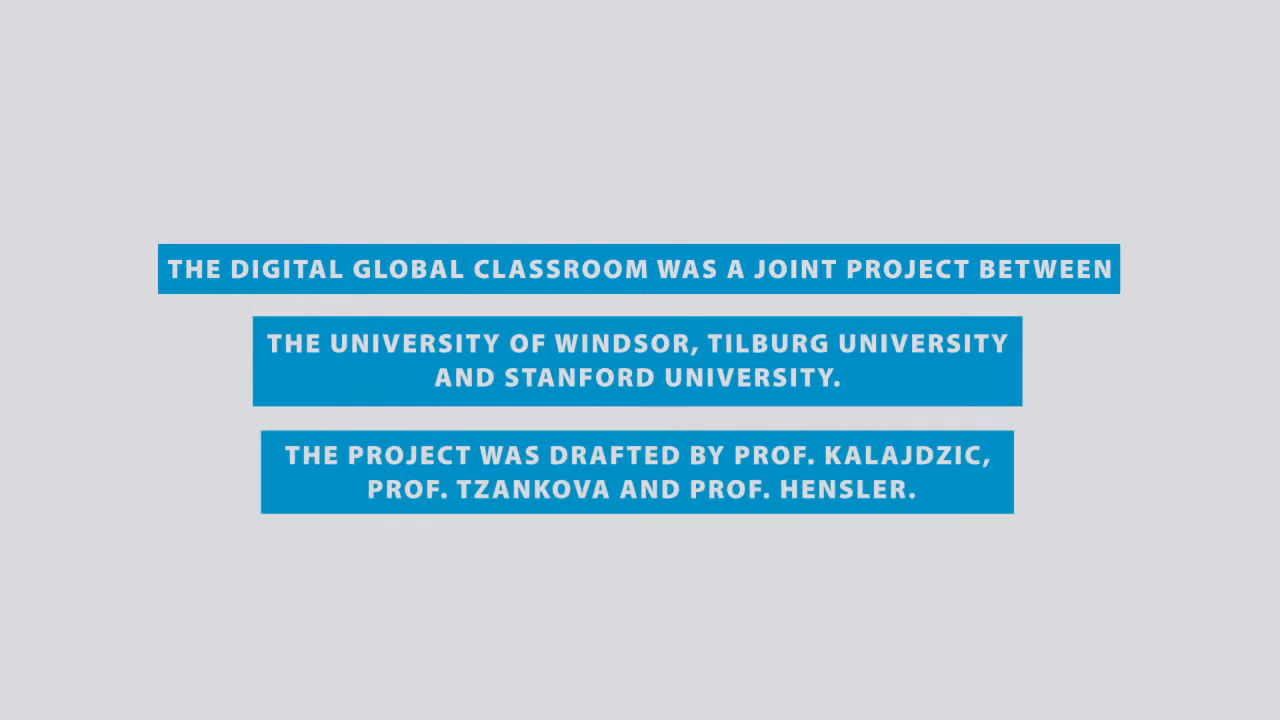 THE DIGITAL GLOBAL CLASSROOM WAS A JOINT PROJECT BETWEEN
THE UNIVERSITY OF WINDSOR, TILBURG UNIVERSITY
AND STANFORD UNIVERSITY.
THE PROJECT WAS DRAFTED BY PROF. KALAJDZIC,
PROF. TZANKOVA AND PROF. HENSLER.